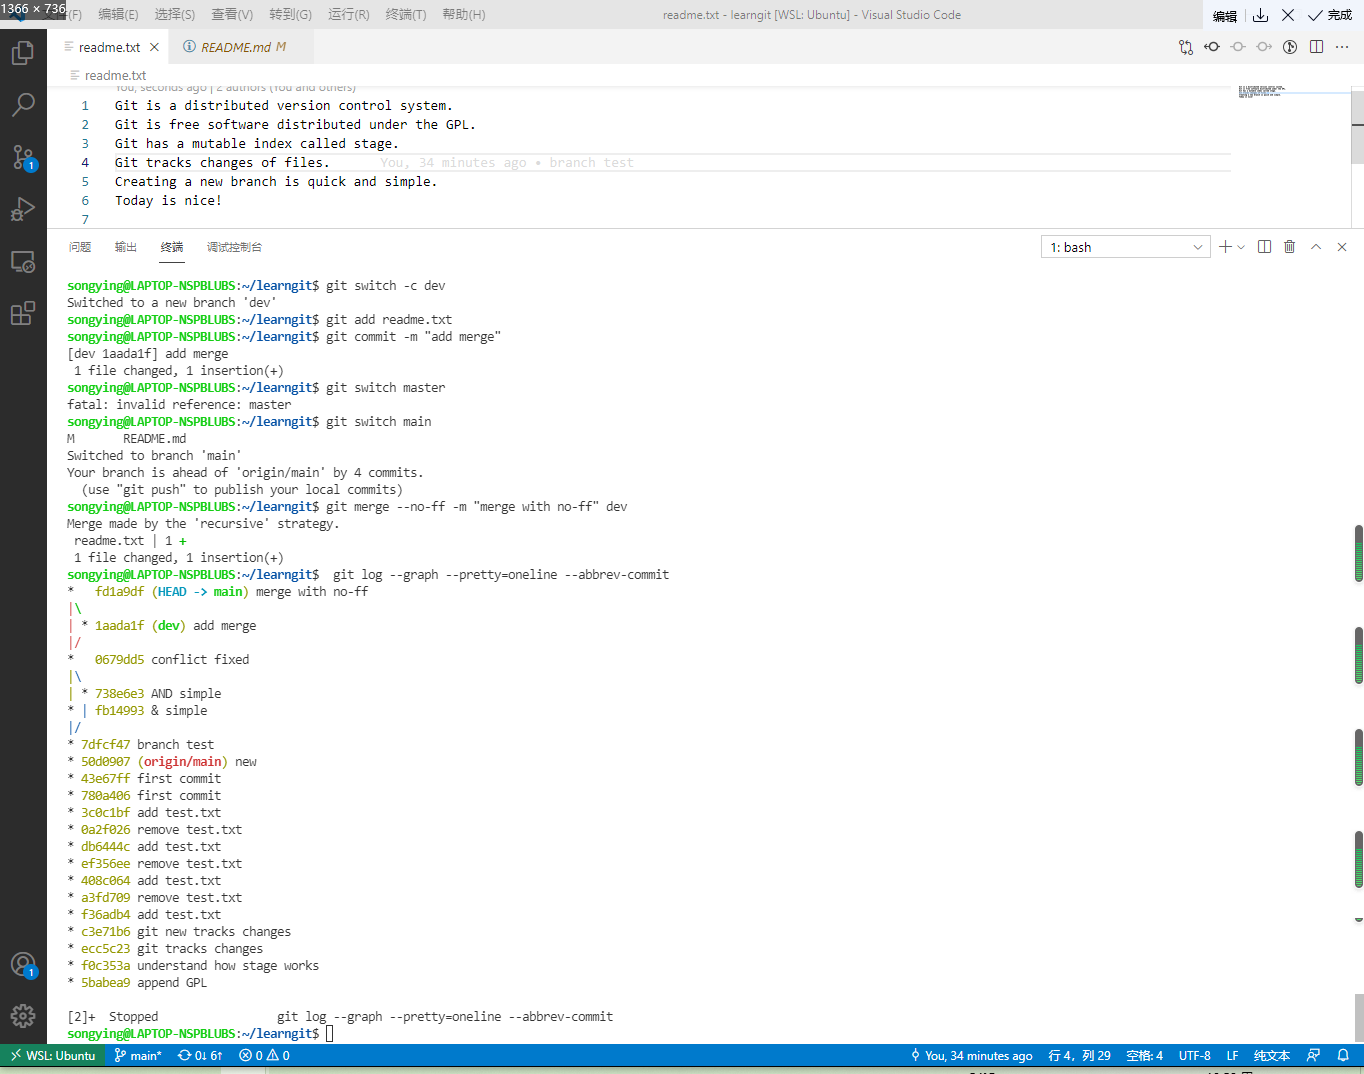 1366 × 736
(F) 编辑(E) 选择(S) 查看(V) 转到(G) 运行(R) 终端(T) 帮助(H)
readme.txt - learngit [WSL: Ubuntu] - Visual Studio Code
编辑 完成
readme.txt
README.md M
readme.txt
You, seconds ago | 2 authors (You and others)
1 Git is a distributed version control system.
2 Git is free software distributed under the GPL.
3 Git has a mutable index called stage.
4 Git tracks changes of files. You, 34 minutes ago • branch test
5 Creating a new branch is quick and simple.
6 Today is nice!
7
问题 输出 终端 调试控制台
1: bash
songying@LAPTOP-NSPBLUBS:~/learngit$ git switch -c dev
Switched to a new branch 'dev'
songying@LAPTOP-NSPBLUBS:~/learngit$ git add readme.txt
songying@LAPTOP-NSPBLUBS:~/learngit$ git commit -m "add merge"
[dev 1aada1f] add merge
1 file changed, 1 insertion(+)
songying@LAPTOP-NSPBLUBS:~/learngit$ git switch master
fatal: invalid reference: master
songying@LAPTOP-NSPBLUBS:~/learngit$ git switch main
M README.md
Switched to branch 'main'
Your branch is ahead of 'origin/main' by 4 commits.
(use "git push" to publish your local commits)
songying@LAPTOP-NSPBLUBS:~/learngit$ git merge --no-ff -m "merge with no-ff" dev
Merge made by the 'recursive' strategy.
readme.txt | 1 +
1 file changed, 1 insertion(+)
songying@LAPTOP-NSPBLUBS:~/learngit$ git log --graph --pretty=oneline --abbrev-commit
* fd1a9df (HEAD -> main) merge with no-ff
|\
| * 1aada1f (dev) add merge
|/
* 0679dd5 conflict fixed
|\
| * 738e6e3 AND simple
* | fb14993 & simple
|/
* 7dfcf47 branch test
* 50d0907 (origin/main) new
* 43e67ff first commit
* 780a406 first commit
* 3c0c1bf add test.txt
* 0a2f026 remove test.txt
* db6444c add test.txt
* ef356ee remove test.txt
* 408c064 add test.txt
* a3fd709 remove test.txt
* f36adb4 add test.txt
* c3e71b6 git new tracks changes
* ecc5c23 git tracks changes
* f0c353a understand how stage works
* 5babea9 append GPL
[2]+ Stopped git log --graph --pretty=oneline --abbrev-commit
songying@LAPTOP-NSPBLUBS:~/learngit$
WSL: Ubuntu main* 0↓ 6↑ 0 0 You, 34 minutes ago 行 4，列 29 空格: 4 UTF-8 LF 纯文本